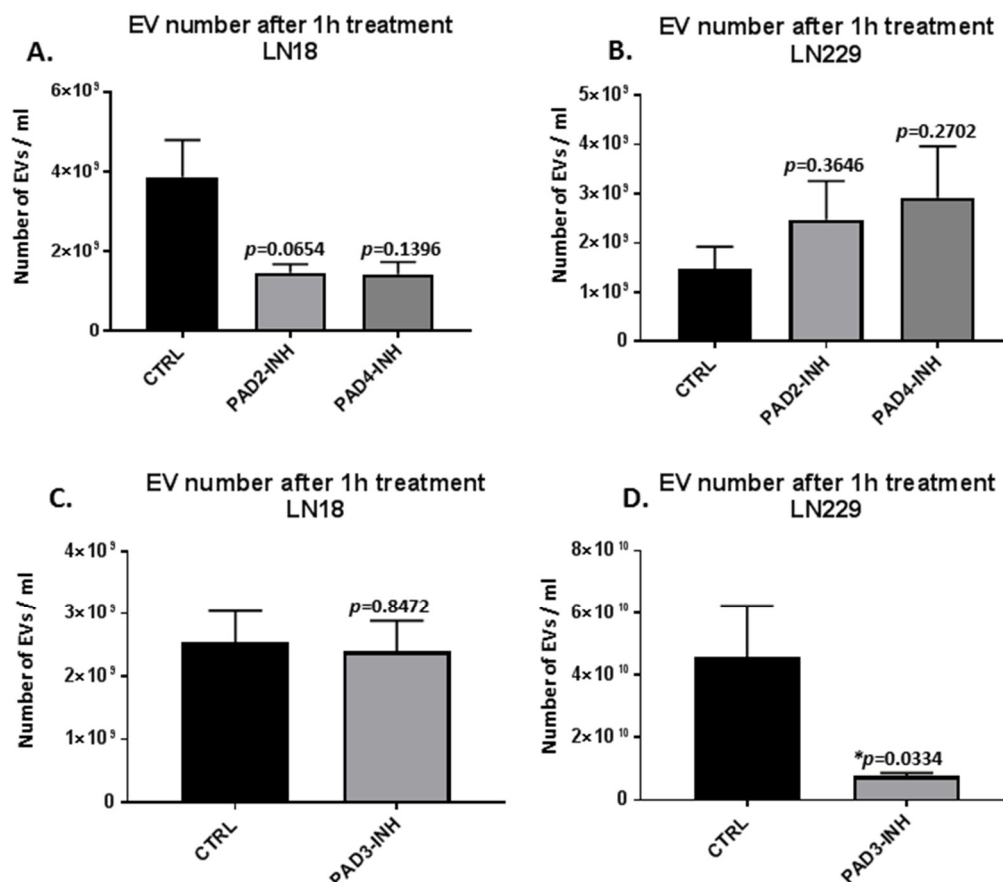 EV number after 1h treatment
A. LN18
Number of EVs / ml
6×10⁹
4×10⁹
2×10⁹
0
p=0.0654
p=0.1396
CTRL
PAD2-INH
PAD4-INH
EV number after 1h treatment
B. LN229
Number of EVs / ml
5×10⁹
4×10⁹
3×10⁹
2×10⁹
1×10⁹
0
p=0.3646
p=0.2702
CTRL
PAD2-INH
PAD4-INH
EV number after 1h treatment
C. LN18
Number of EVs / ml
4×10⁹
3×10⁹
2×10⁹
1×10⁹
0
p=0.8472
CTRL
PAD3-INH
EV number after 1h treatment
D. LN229
Number of EVs / ml
8×10¹⁰
6×10¹⁰
4×10¹⁰
2×10¹⁰
0
*p=0.0334
CTRL
PAD3-INH